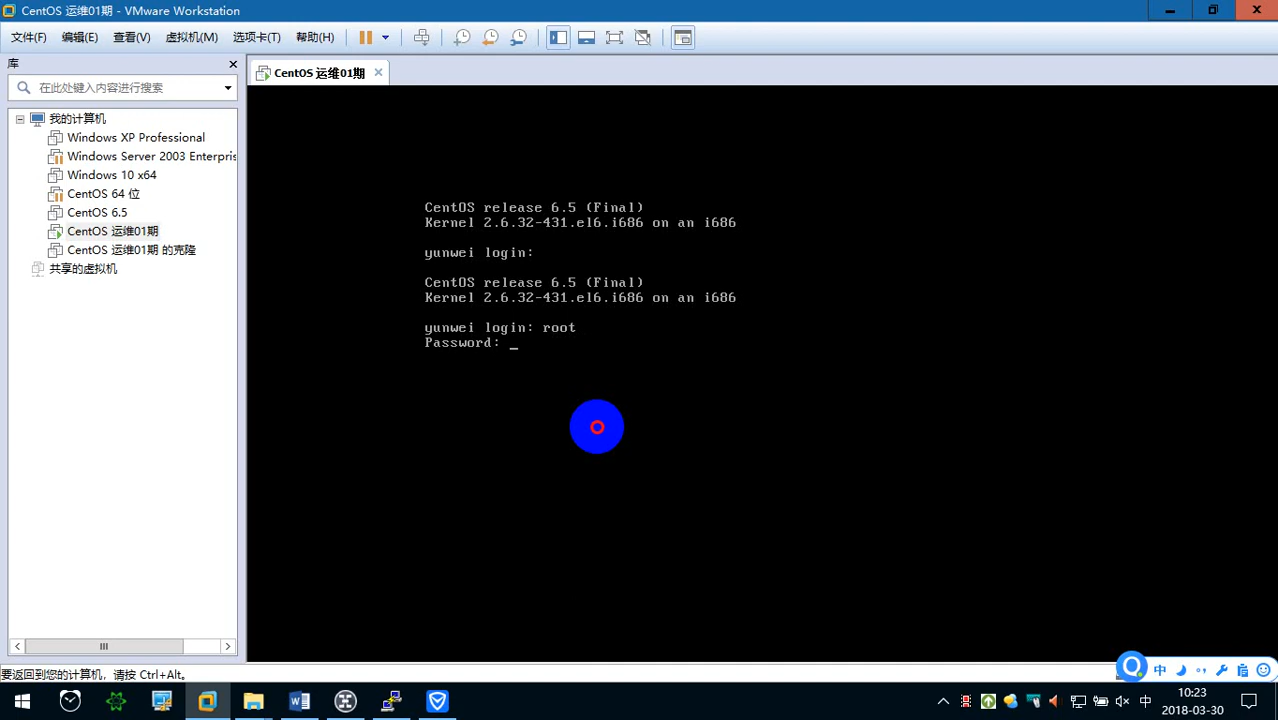 CentOS 运维01期 - VMware Workstation
文件(F) 编辑(E) 查看(V) 虚拟机(M) 选项卡(T) 帮助(H)
库
在此处键入内容进行搜索
我的计算机
Windows XP Professional
Windows Server 2003 Enterpris
Windows 10 x64
CentOS 64 位
CentOS 6.5
CentOS 运维01期
CentOS 运维01期 的克隆
共享的虚拟机
CentOS 运维01期
CentOS release 6.5 (Final)
Kernel 2.6.32-431.el6.i686 on an i686
yunwei login:
CentOS release 6.5 (Final)
Kernel 2.6.32-431.el6.i686 on an i686
yunwei login: root
Password: _
要返回到您的计算机，请按 Ctrl+Alt。
中
中
10:23
2018-03-30